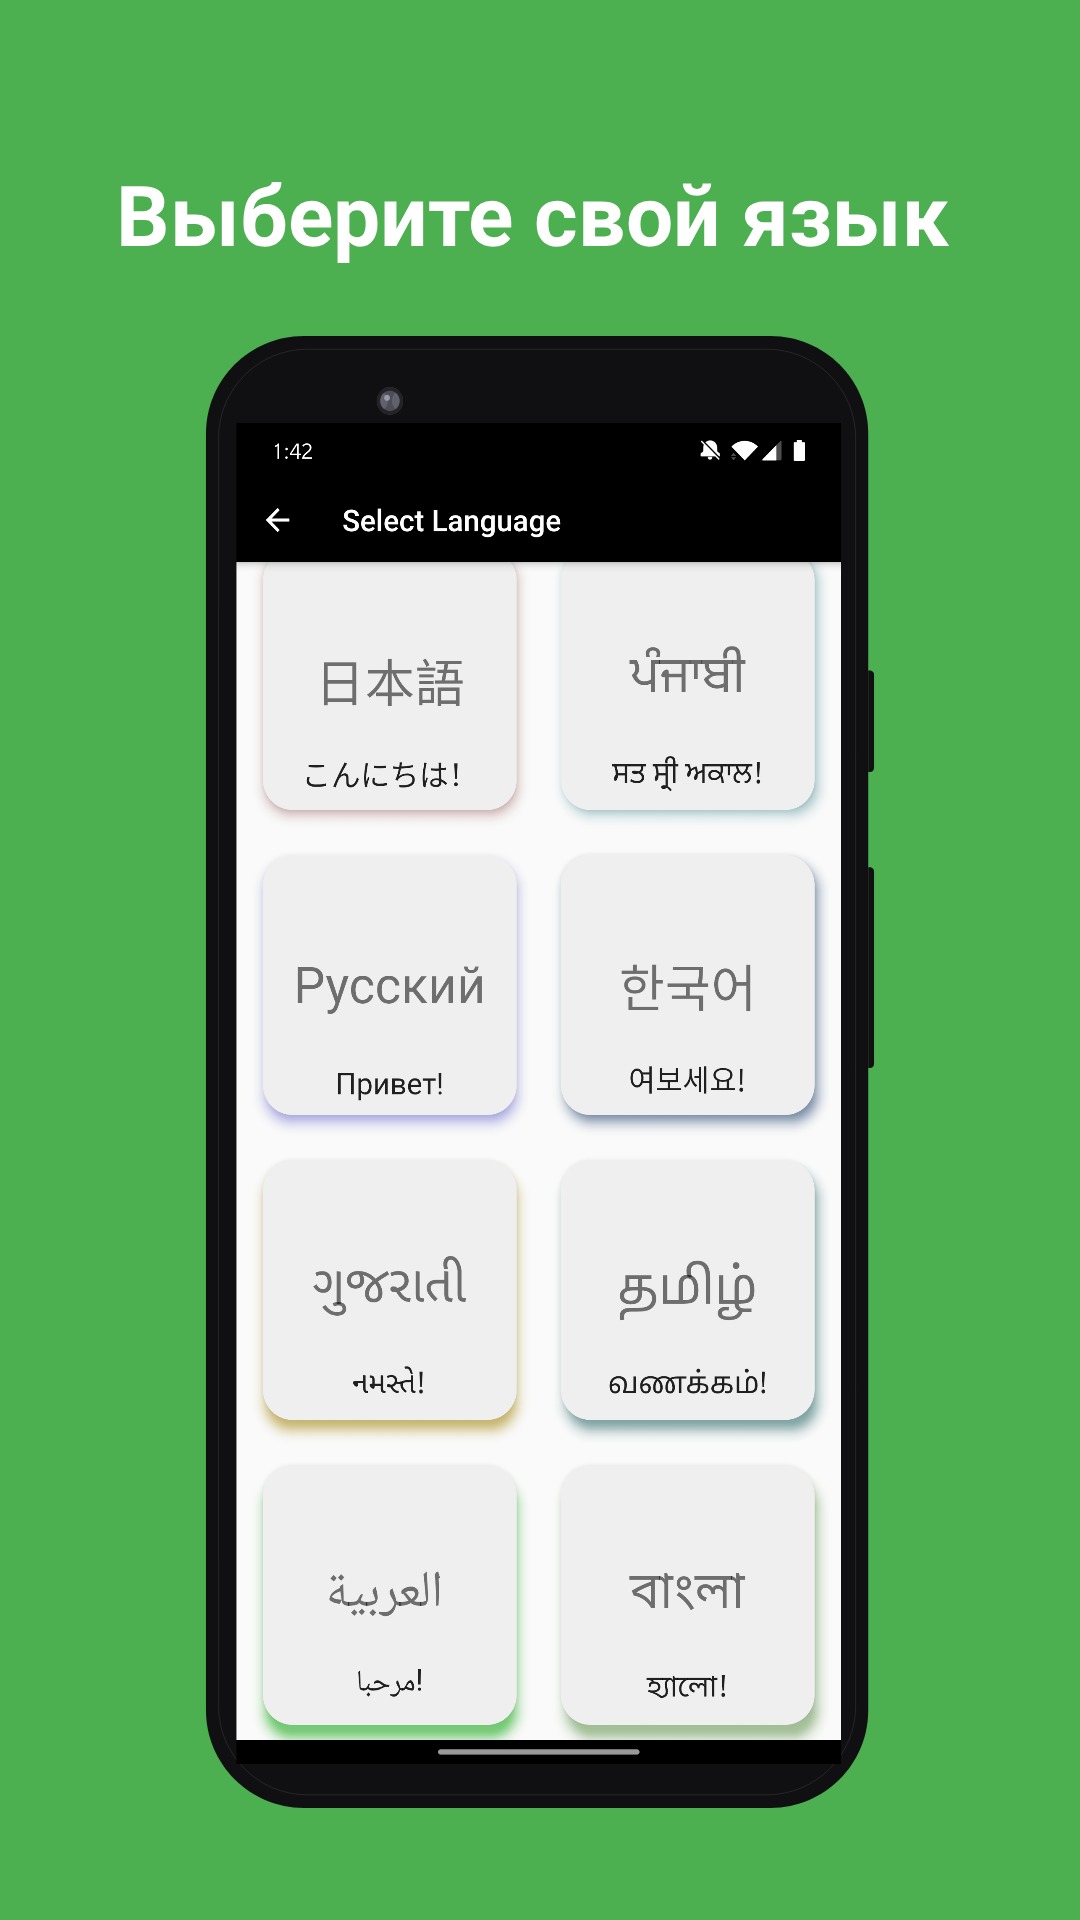 Выберите свой язык
1:42
Select Language
日本語
こんにちは!
ਪੰਜਾਬੀ
ਸਤ ਸ੍ਰੀ ਅਕਾਲ!
Русский
Привет!
한국어
여보세요!
ગુજરાતી
નમસ્તે!
தமிழ்
வணக்கம்!
العربية
مرحبا!
বাংলা
হ্যালো!